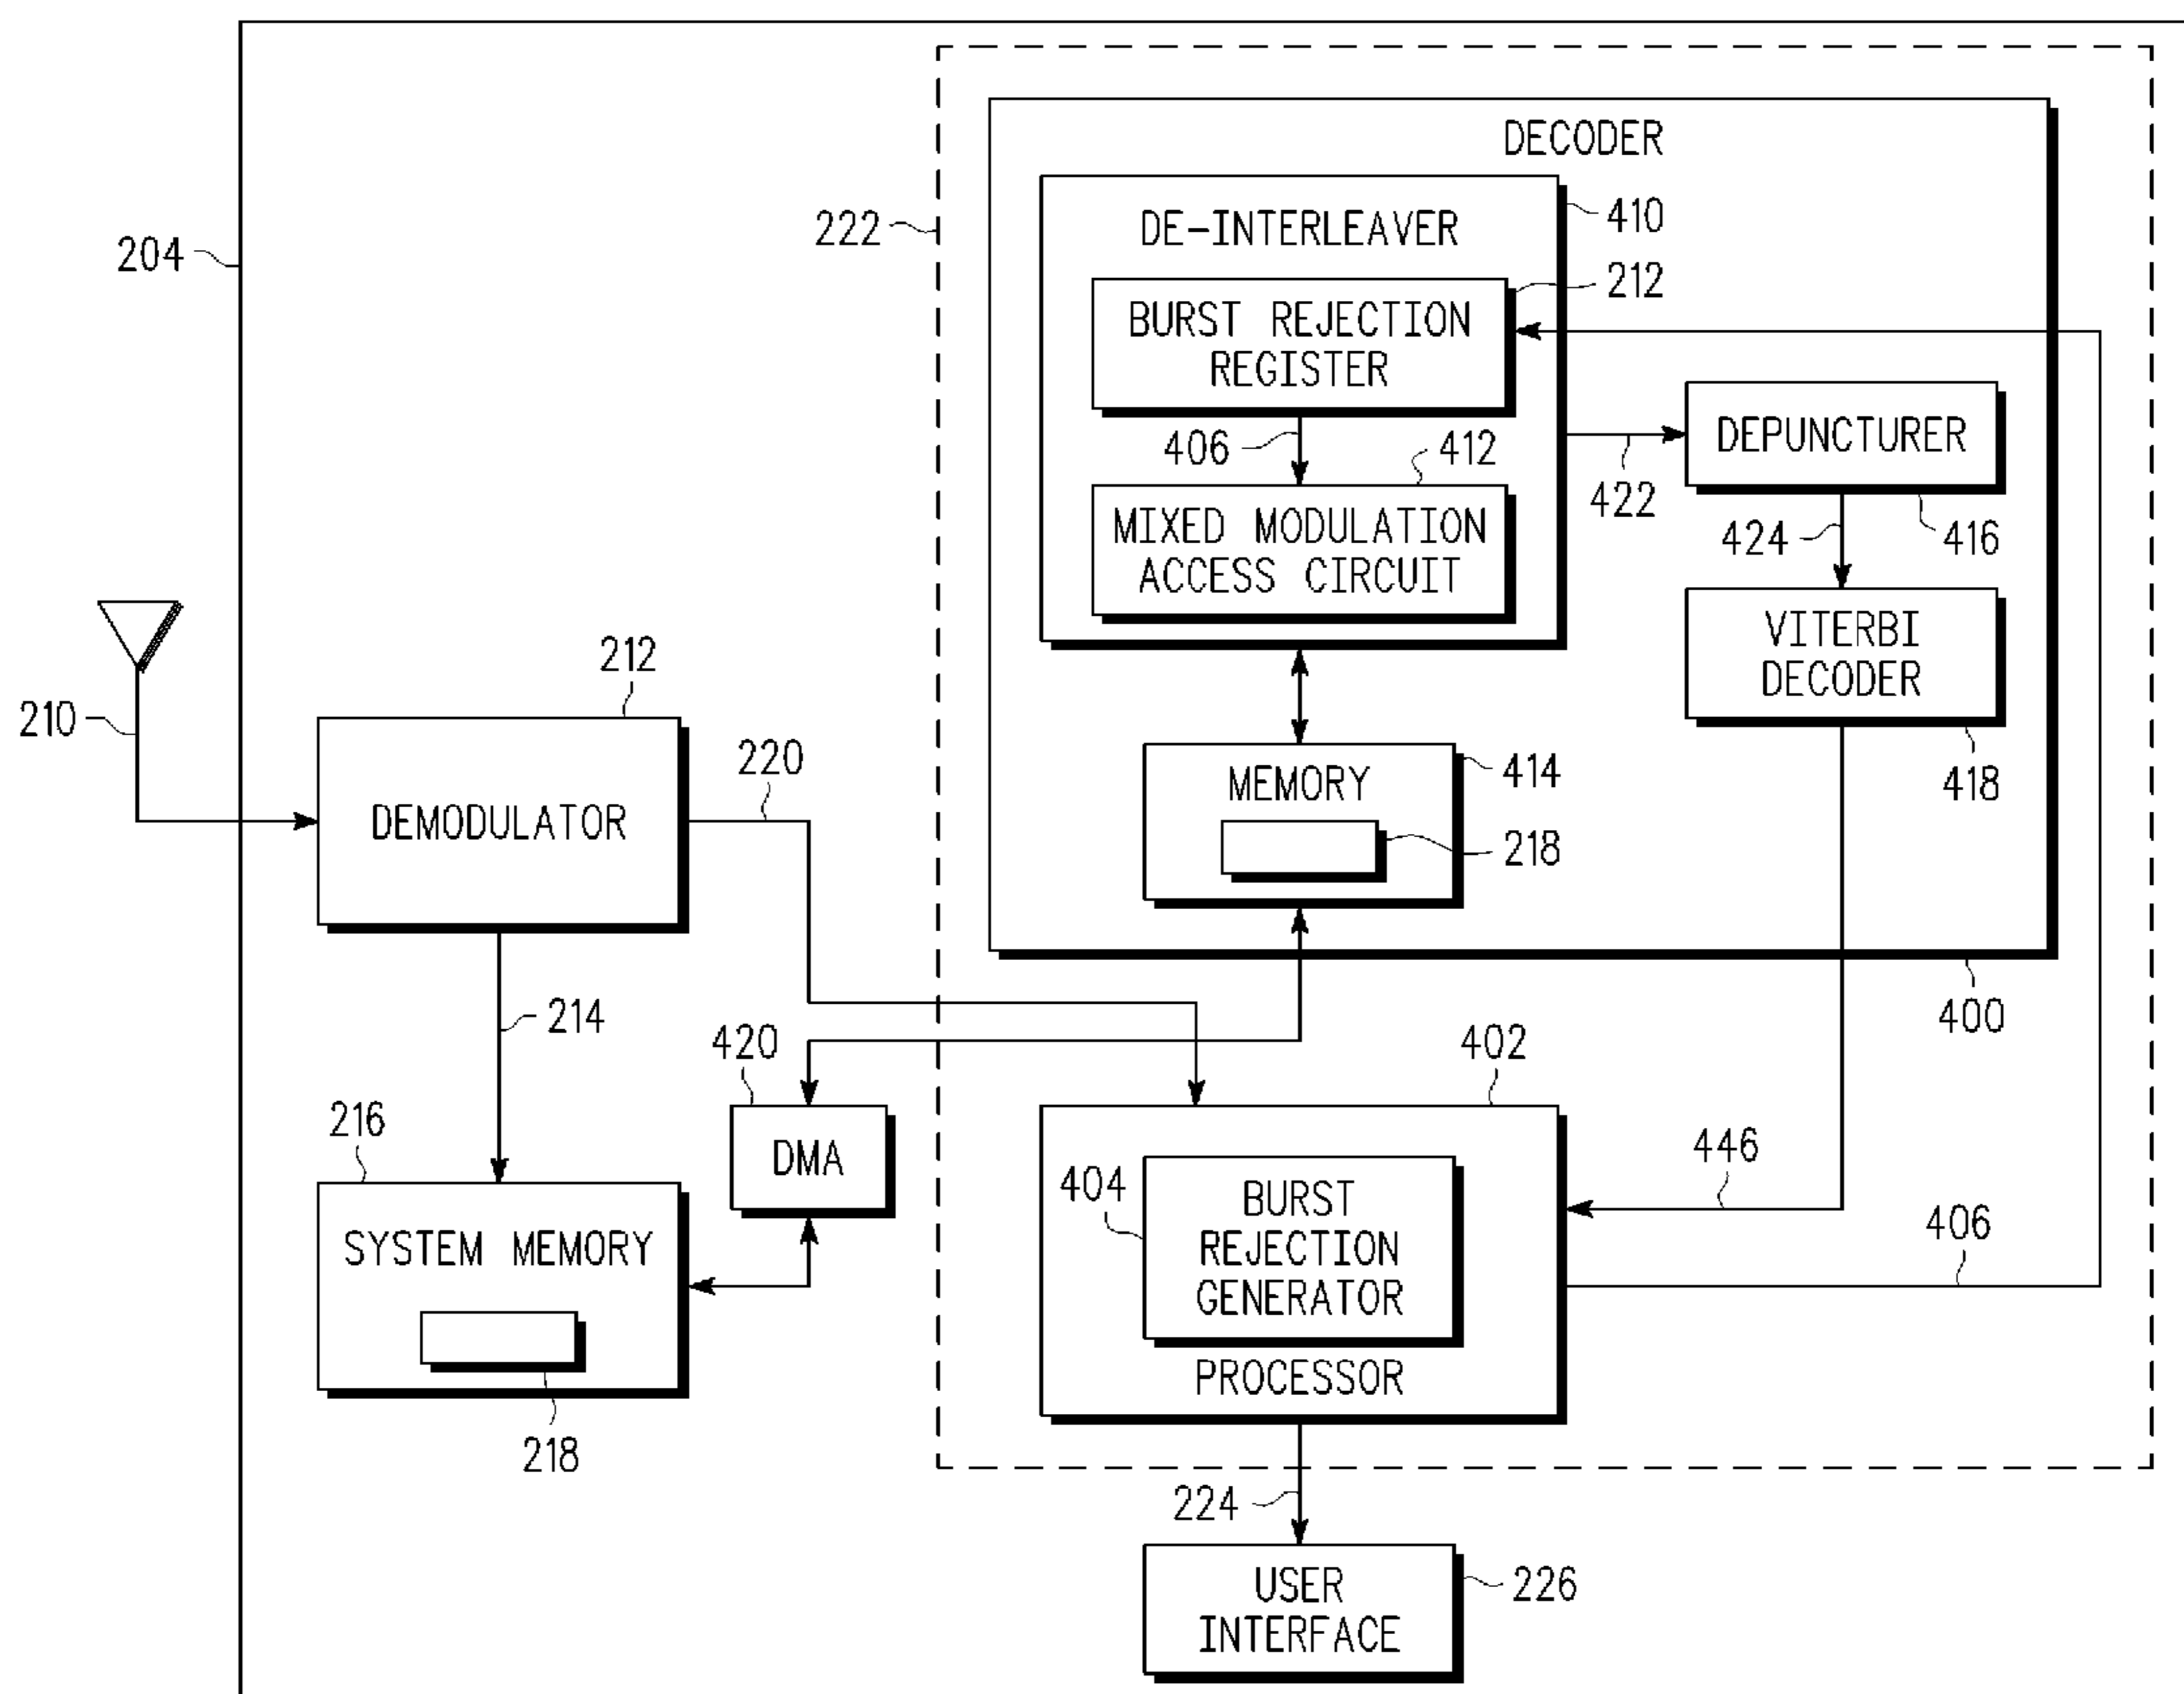 DECODER
DE-INTERLEAVER
410
222
204
212
BURST REJECTION
REGISTER
406
412
DEPUNCTURER
422
424
416
MIXED MODULATION
ACCESS CIRCUIT
VITERBI
DECODER
418
210
212
220
DEMODULATOR
MEMORY
414
218
400
214
420
402
216
DMA
446
404
BURST
REJECTION
GENERATOR
406
SYSTEM MEMORY
PROCESSOR
218
224
USER
INTERFACE
226